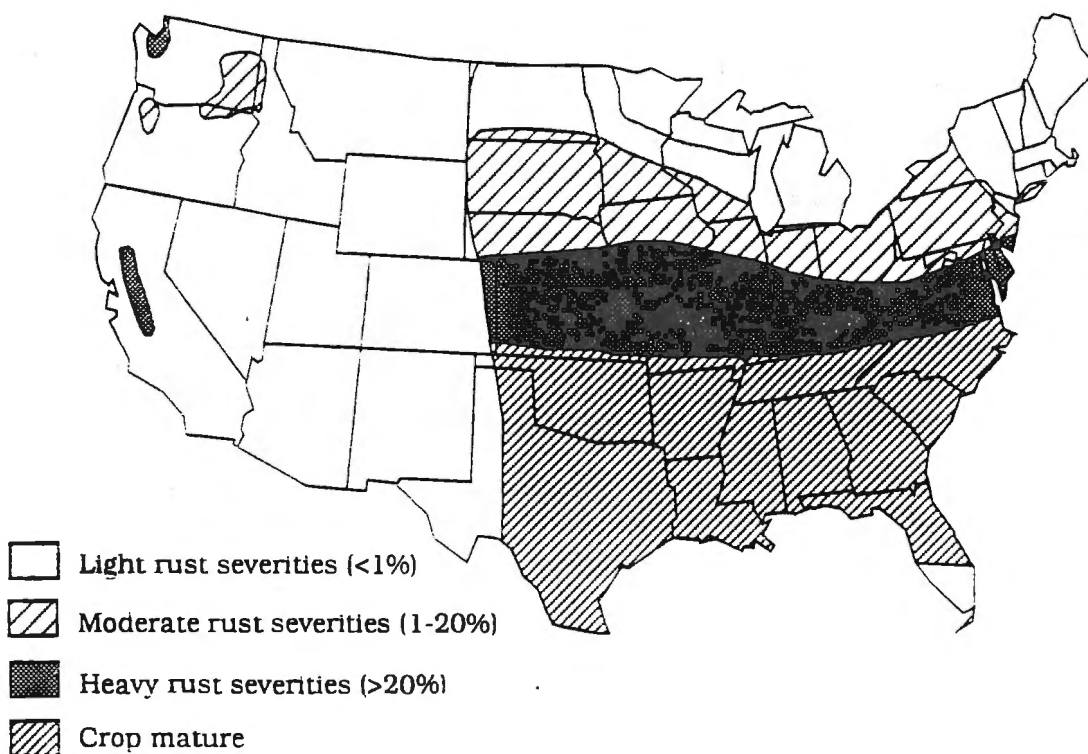 Light rust severities (<1%)
Moderate rust severities (1-20%)
Heavy rust severities (>20%)
Crop mature